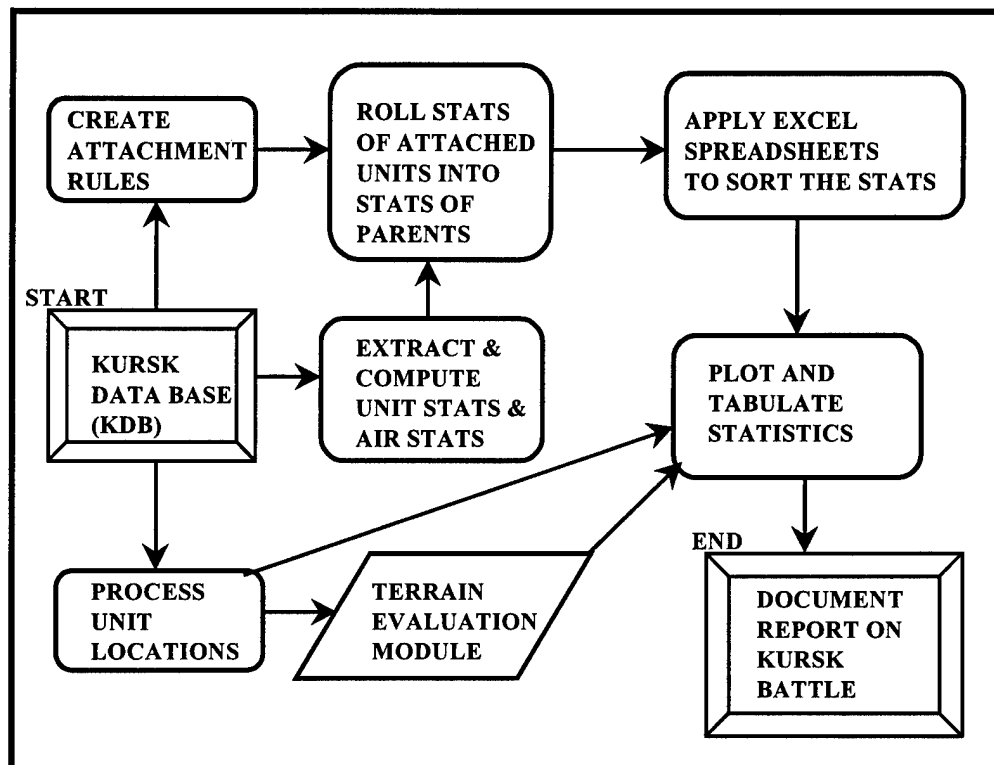 CREATE
ATTACHMENT
RULES
ROLL STATS
OF ATTACHED
UNITS INTO
STATS OF
PARENTS
APPLY EXCEL
SPREADSHEETS
TO SORT THE STATS
START
KURSK
DATA BASE
(KDB)
EXTRACT &
COMPUTE
UNIT STATS &
AIR STATS
PLOT AND
TABULATE
STATISTICS
PROCESS
UNIT
LOCATIONS
TERRAIN
EVALUATION
MODULE
END
DOCUMENT
REPORT ON
KURSK
BATTLE